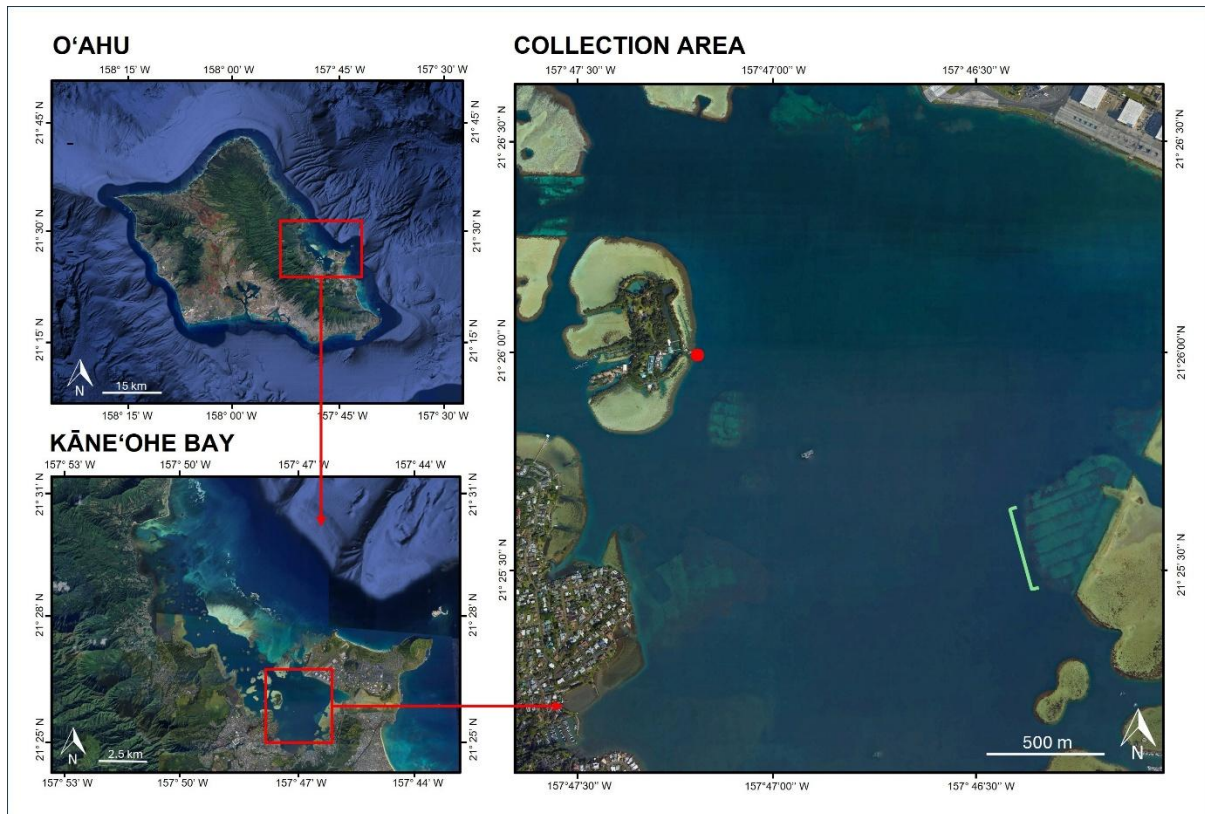 OʻAHU
158° 15' W 158° 00' W 157° 45' W 157° 30' W
21° 45' N
21° 30' N
21° 15' N
21° 45' N
21° 30' N
21° 15' N
N
15 km
158° 15' W 158° 00' W 157° 45' W 157° 30' W
KĀNEʻOHE BAY
157° 53' W 157° 50' W 157° 47' W 157° 44' W
21° 31' N
21° 28' N
21° 25' N
21° 31' N
21° 28' N
21° 25' N
N
2.5 km
157° 53' W 157° 50' W 157° 47' W 157° 44' W
COLLECTION AREA
157° 47'30" W 157° 47'00" W 157° 46'30" W
21° 26' 30" N
21° 26' 00" N
21° 25' 30" N
21° 26' 30" N
21° 26'00" N
21° 25' 30" N
500 m
N
157°47'30" W 157° 47'00" W 157° 46'30" W